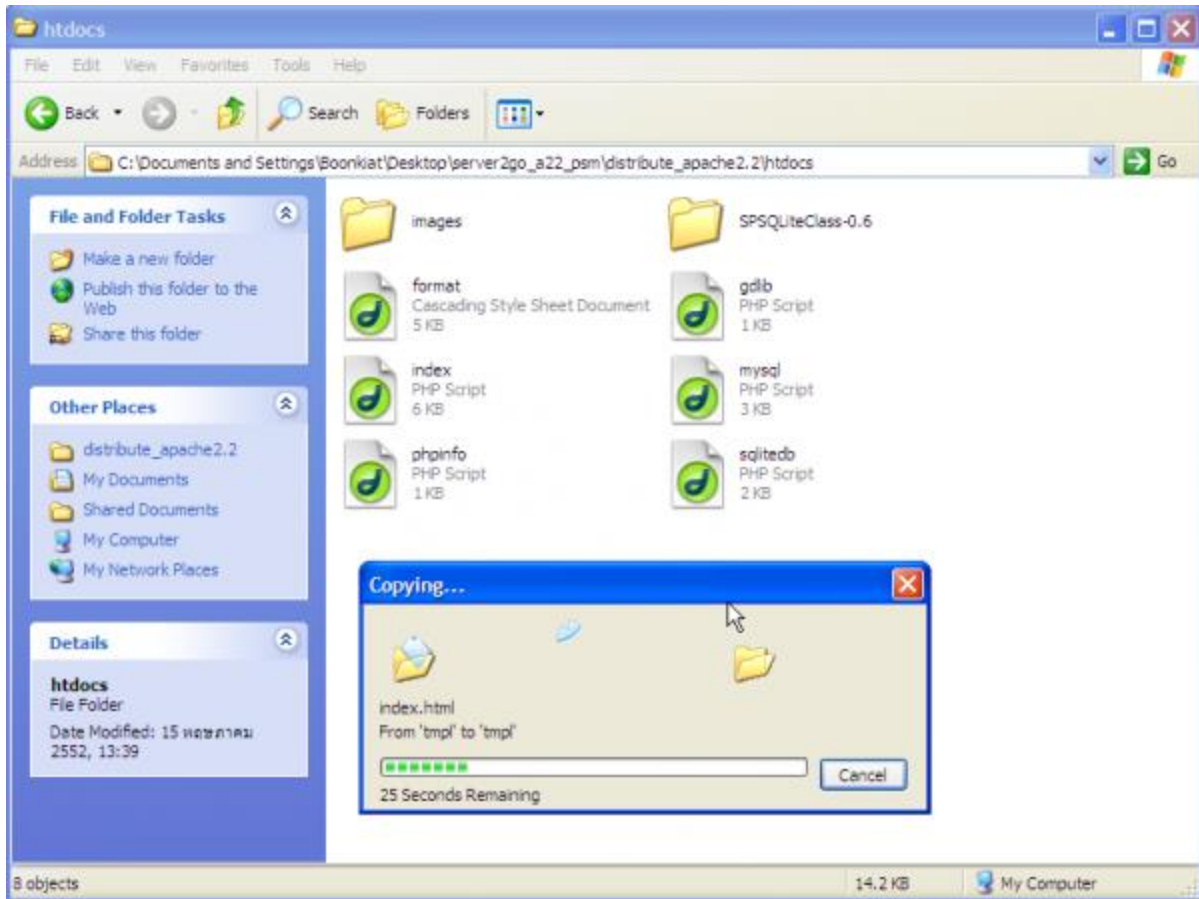 htdocs
File Edit View Favorites Tools Help
Back Search Folders
Address C:\Documents and Settings\Boonkiat\Desktop\server2go_a22_psm\distribute_apache2.2\htdocs Go
File and Folder Tasks
Make a new folder
Publish this folder to the
Web
Share this folder
Other Places
distribute_apache2.2
My Documents
Shared Documents
My Computer
My Network Places
Details
htdocs
File Folder
Date Modified: 15 พฤษภาคม
2552, 13:39
images
SPSQLiteClass-0.6
format
Cascading Style Sheet Document
5 KB
gdlib
PHP Script
1 KB
index
PHP Script
6 KB
mysql
PHP Script
3 KB
phpinfo
PHP Script
1 KB
sqlitedb
PHP Script
2 KB
Copying...
index.html
From 'tmpl' to 'tmpl'
Cancel
25 Seconds Remaining
8 objects 14.2 KB My Computer